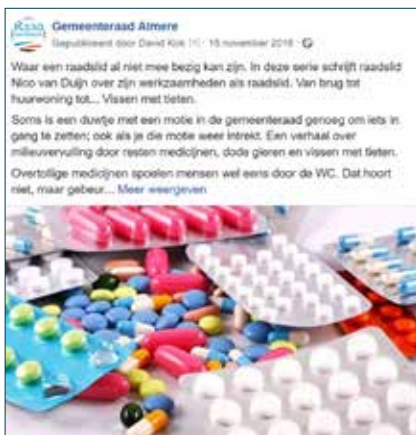 Raad
Gemeenteraad Almere
Gepubliceerd door David Kok · 15 november 2018 ·
Waar een raadslid al niet mee bezig kan zijn. In deze serie schrijft raadslid
Nico van Duijn over zijn werkzaamheden als raadslid. Van brug tot
huurwoning tot... Vissen met tieten.
Soms is een duwtje met een motie in de gemeenteraad genoeg om iets in
gang te zetten; ook als je die motie weer intrekt. Een verhaal over
milieuvervuiling door resten medicijnen, dode gieren en vissen met tieten.
Overtollige medicijnen spoelen mensen wel eens door de WC. Dat hoort
niet, maar gebeur... Meer weergeven